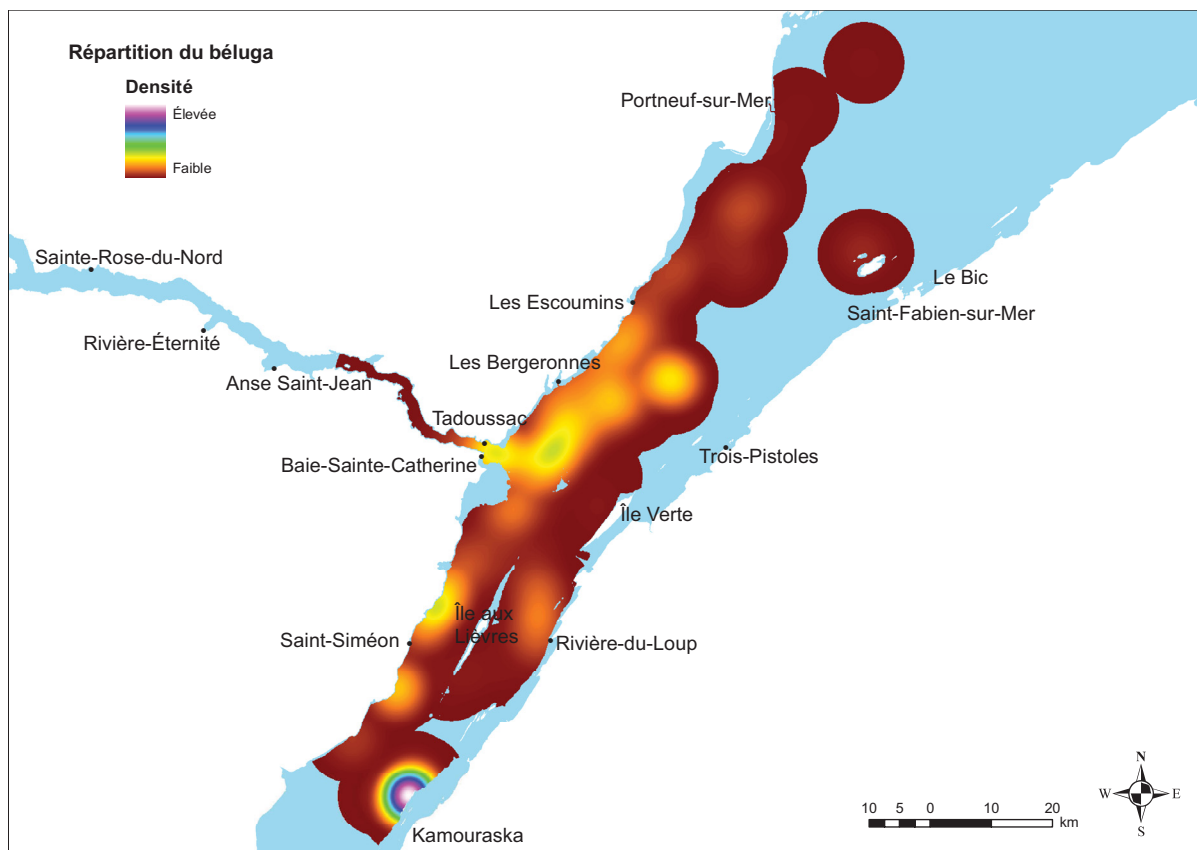 Répartition du béluga
Densité
Élevée
Faible
Portneuf-sur-Mer
Sainte-Rose-du-Nord
Le Bic
Les Escoumins
Saint-Fabien-sur-Mer
Rivière-Éternité
Les Bergeronnes
Anse Saint-Jean
Tadoussac
Baie-Sainte-Catherine
Trois-Pistoles
Île Verte
Île aux
Lièvres
Saint-Siméon
Rivière-du-Loup
Kamouraska
N
W E
S
10 5 0 10 20
km